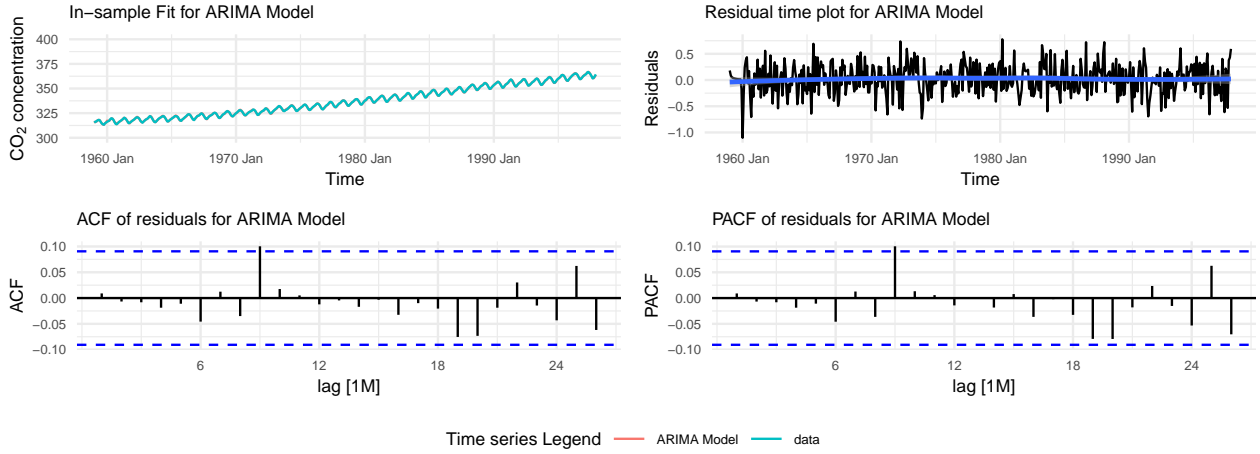 In−sample Fit for ARIMA Model
CO2 concentration
400
375
350
325
300
1960 Jan 1970 Jan 1980 Jan 1990 Jan
Time
Residual time plot for ARIMA Model
Residuals
0.5
0.0
−0.5
−1.0
1960 Jan 1970 Jan 1980 Jan 1990 Jan
Time
ACF of residuals for ARIMA Model
ACF
0.10
0.05
0.00
−0.05
−0.10
6 12 18 24
lag [1M]
PACF of residuals for ARIMA Model
PACF
0.10
0.05
0.00
−0.05
−0.10
6 12 18 24
lag [1M]
Time series Legend ARIMA Model data